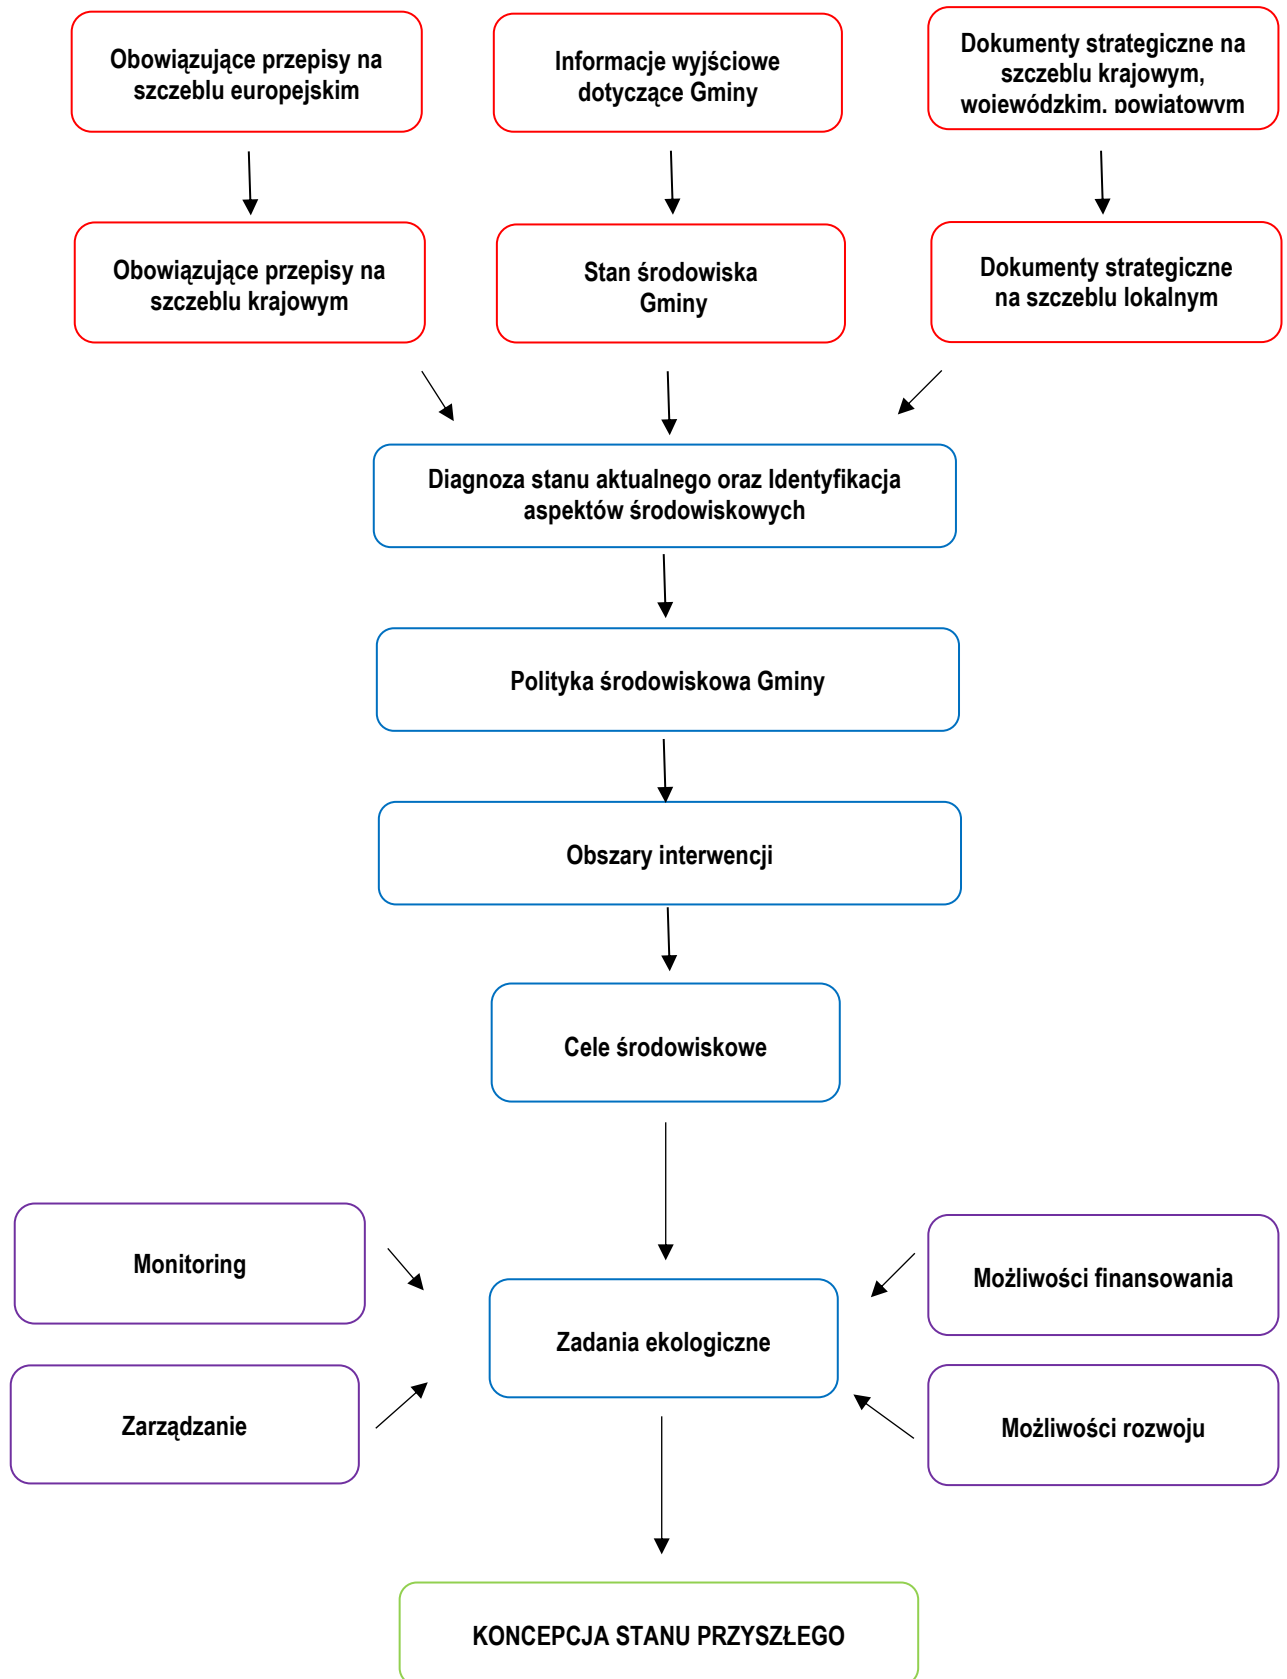 Obowiązujące przepisy na
szczeblu europejskim
Informacje wyjściowe
dotyczące Gminy
Dokumenty strategiczne na
szczeblu krajowym,
wojewódzkim, powiatowym
Obowiązujące przepisy na
szczeblu krajowym
Stan środowiska
Gminy
Dokumenty strategiczne
na szczeblu lokalnym
Diagnoza stanu aktualnego oraz Identyfikacja
aspektów środowiskowych
Polityka środowiskowa Gminy
Obszary interwencji
Cele środowiskowe
Monitoring
Możliwości finansowania
Zadania ekologiczne
Zarządzanie
Możliwości rozwoju
KONCEPCJA STANU PRZYSZŁEGO